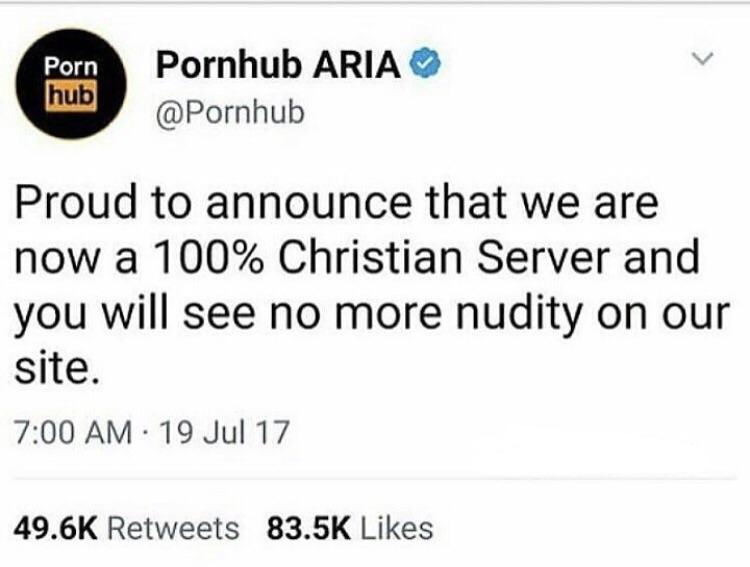 Porn
hub
Pornhub ARIA
@Pornhub
Proud to announce that we are
now a 100% Christian Server and
you will see no more nudity on our
site.
7:00 AM · 19 Jul 17
49.6K Retweets 83.5K Likes